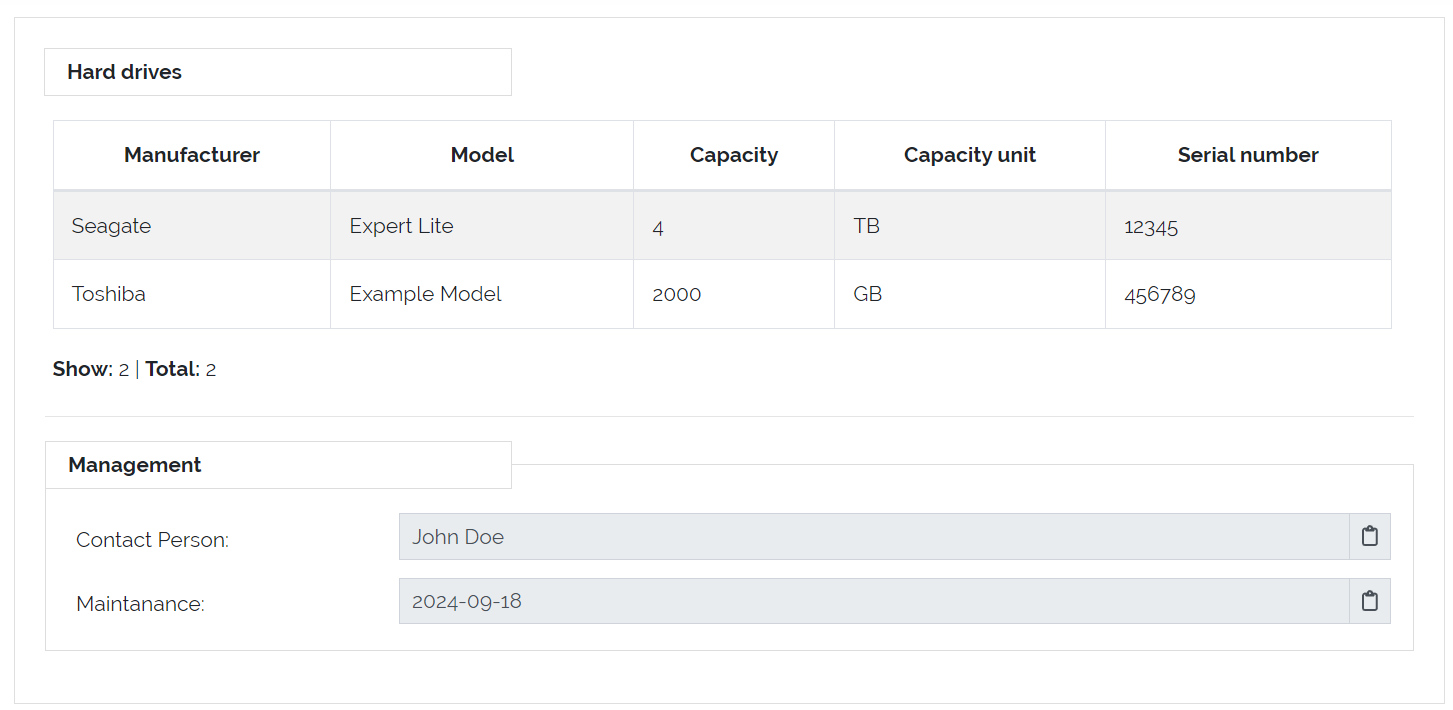 Hard drives
Manufacturer Model Capacity Capacity unit Serial number
Seagate Expert Lite 4 TB 12345
Toshiba Example Model 2000 GB 456789
Show: 2 | Total: 2
Management
Contact Person: John Doe
Maintanance: 2024-09-18